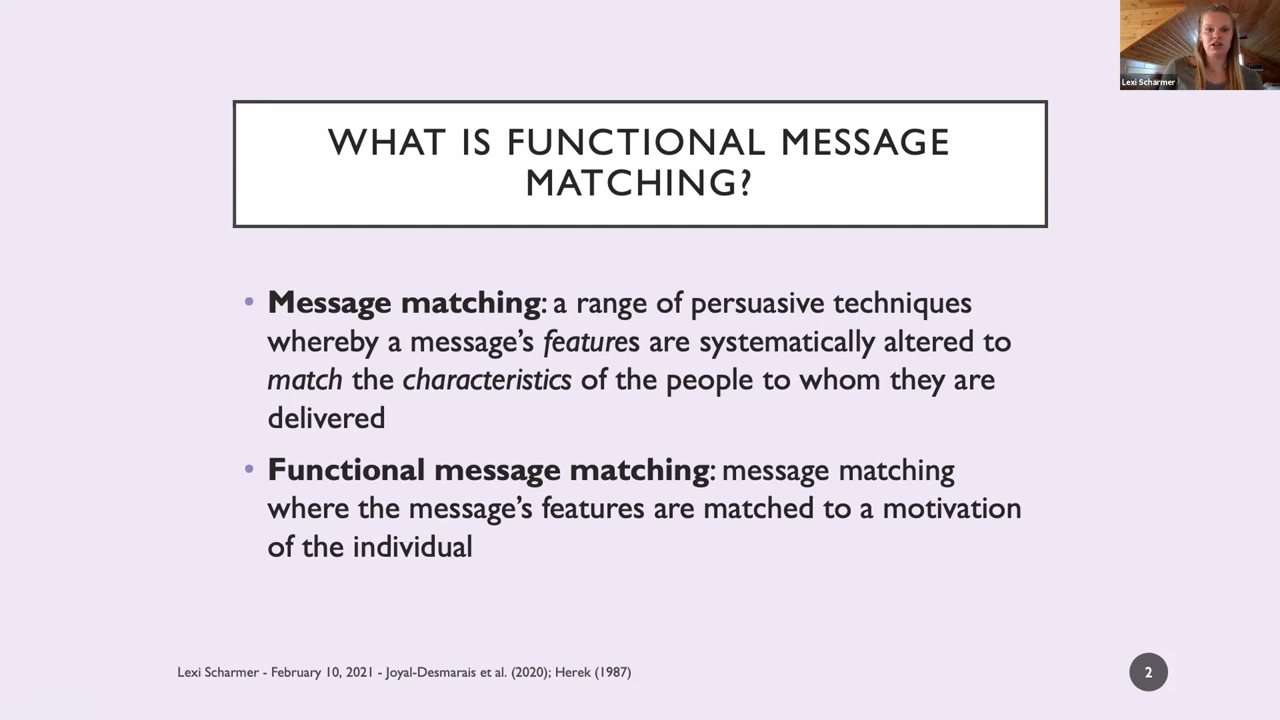 Lexi Scharmer
WHAT IS FUNCTIONAL MESSAGE
MATCHING?
• Message matching: a range of persuasive techniques
whereby a message’s features are systematically altered to
match the characteristics of the people to whom they are
delivered
• Functional message matching: message matching
where the message’s features are matched to a motivation
of the individual
Lexi Scharmer - February 10, 2021 - Joyal-Desmarais et al. (2020); Herek (1987)
2